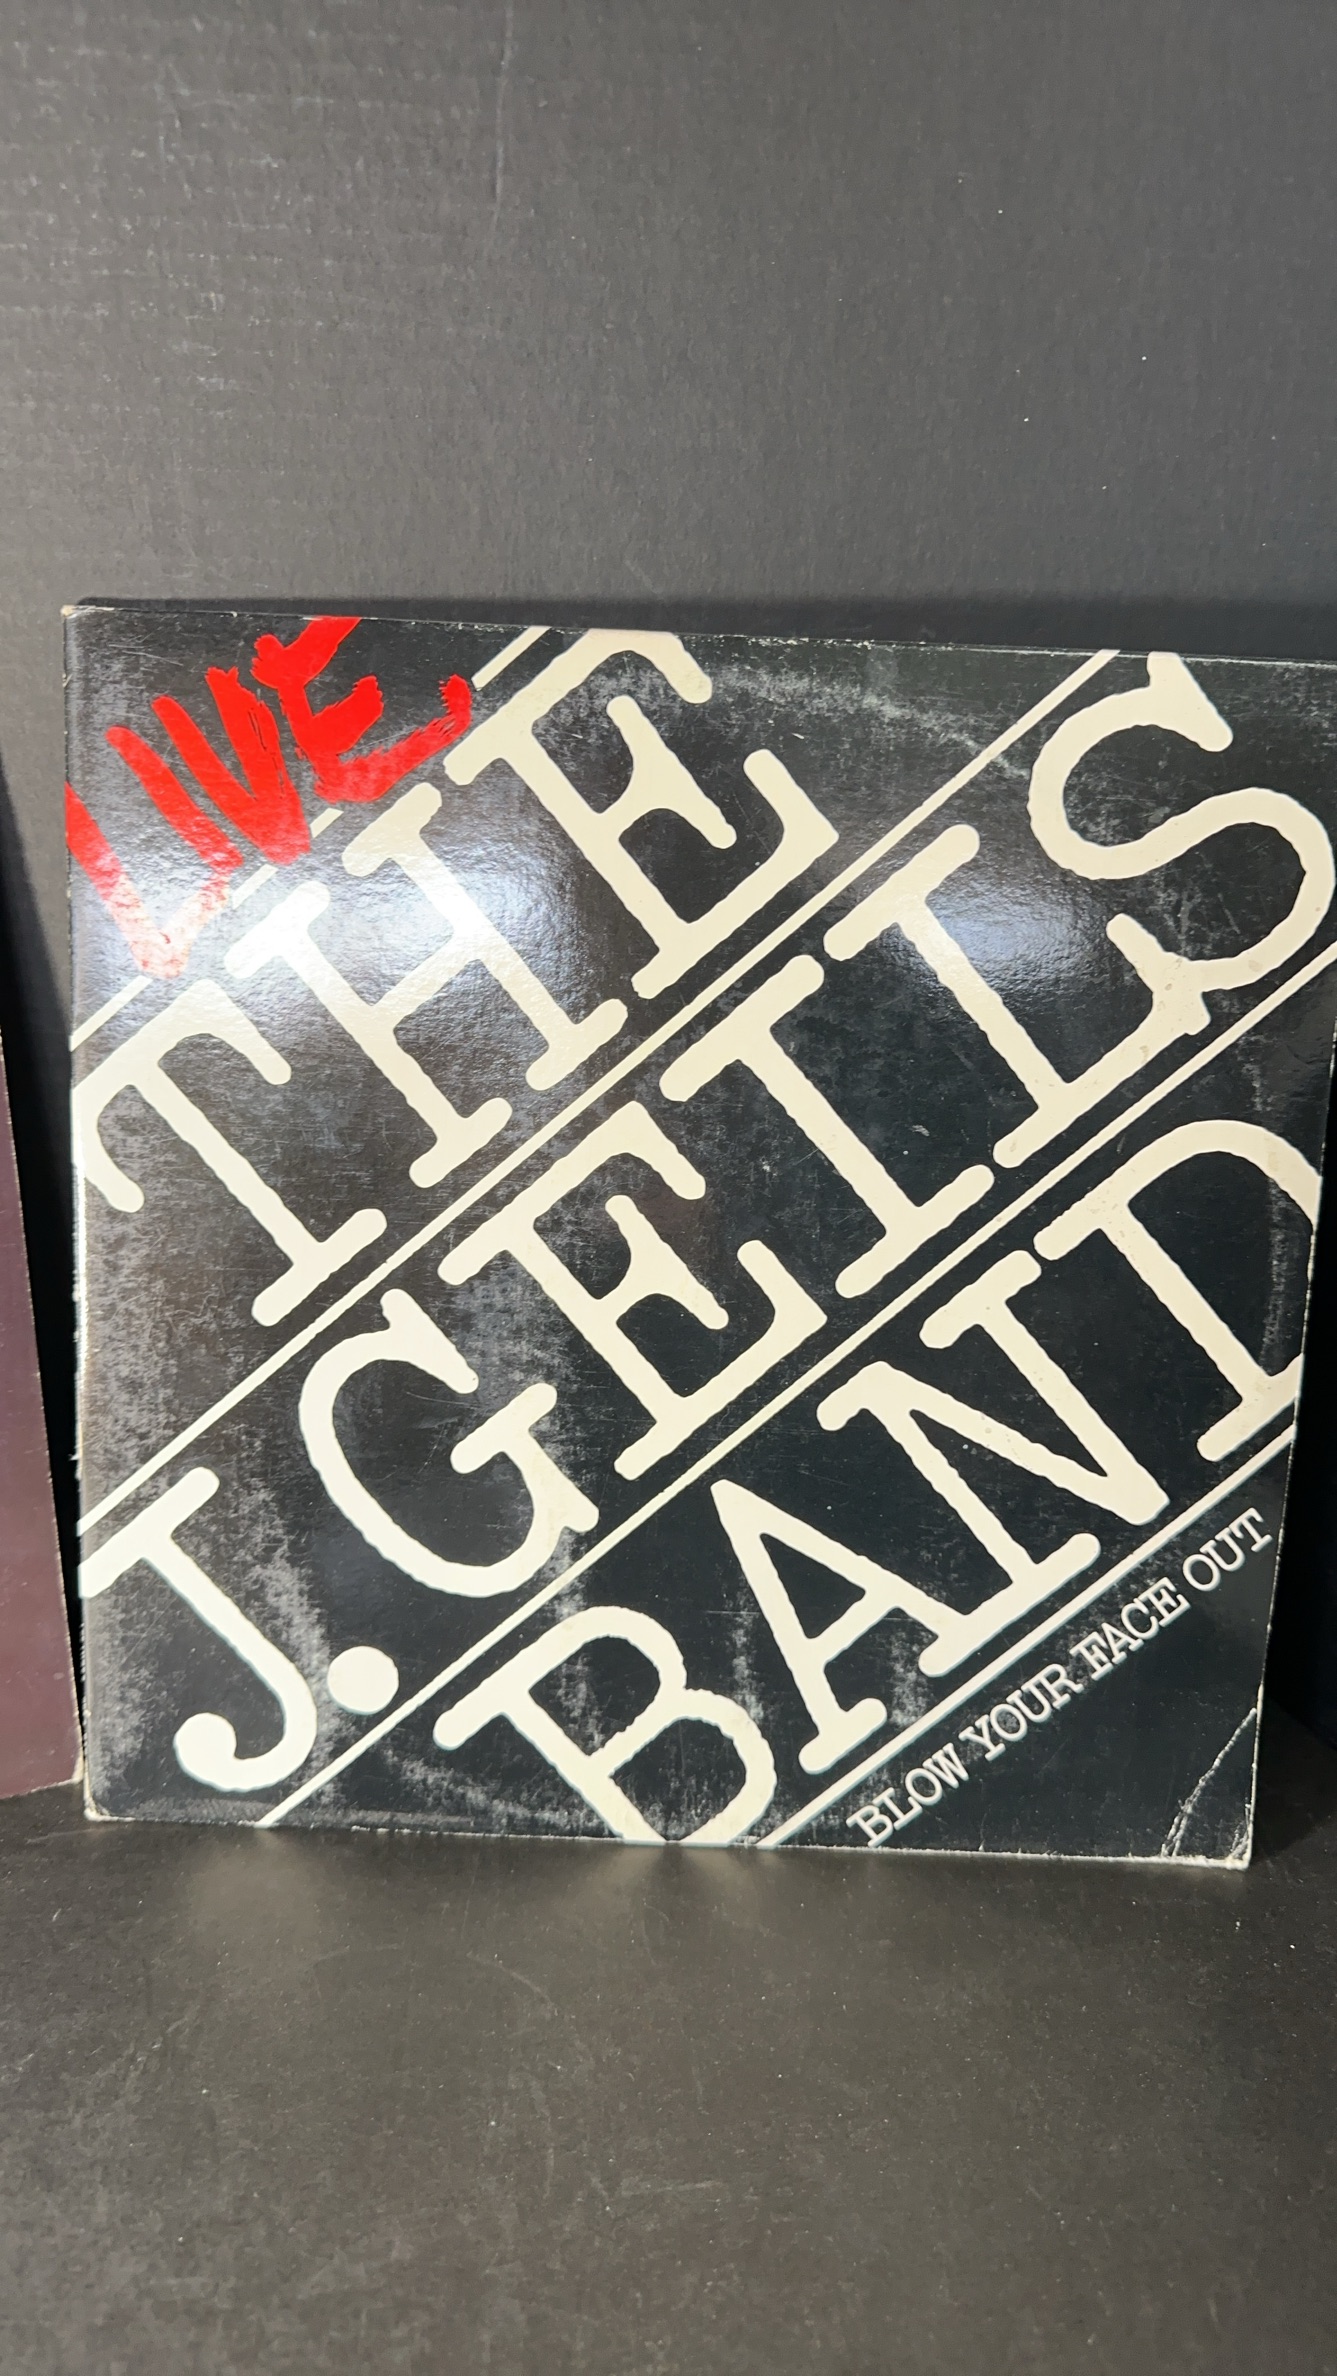 LIVE
THE
J. GEILS
BAND
BLOW YOUR FACE OUT